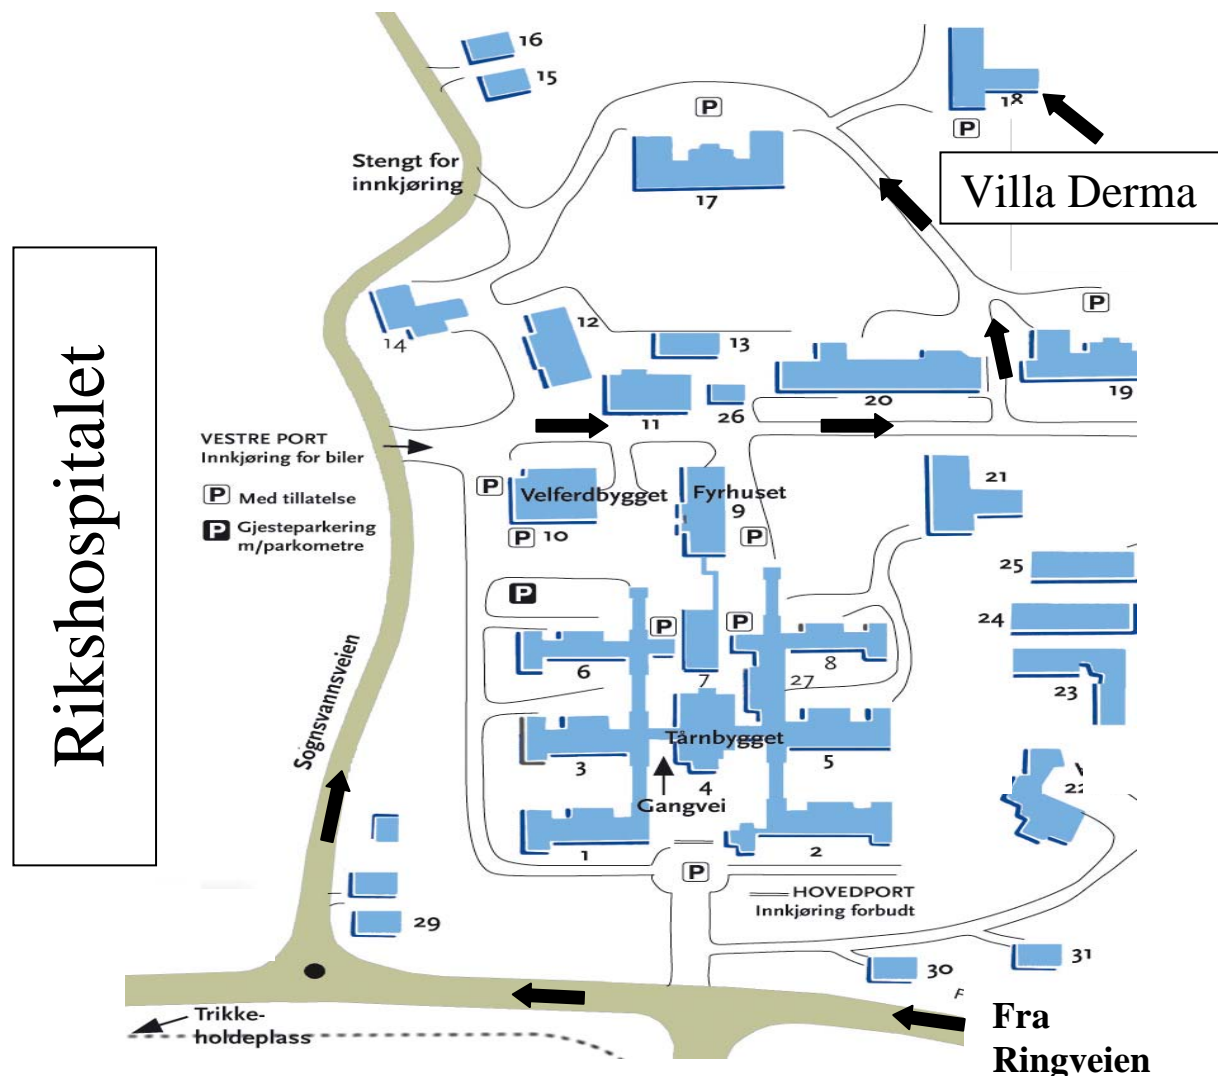 16
15
P
18
P
Stengt for
innkjøring
17
Villa Derma
P
12
14
13
11
26
20
19
Rikshospitalet
VESTRE PORT
Innkjøring for biler
P Med tillatelse
P Gjesteparkering
m/parkometre
P
Velferdbygget
P 10
Fyrhuset
9
P
21
25
24
23
P
P
P
6
7
8
27
Sognsvannsveien
Tårnbygget
3
4
5
Gangvei
22
1
2
P
HOVEDPORT
Innkjøring forbudt
29
30
31
Trikke-
holdeplass
Fra
Ringveien